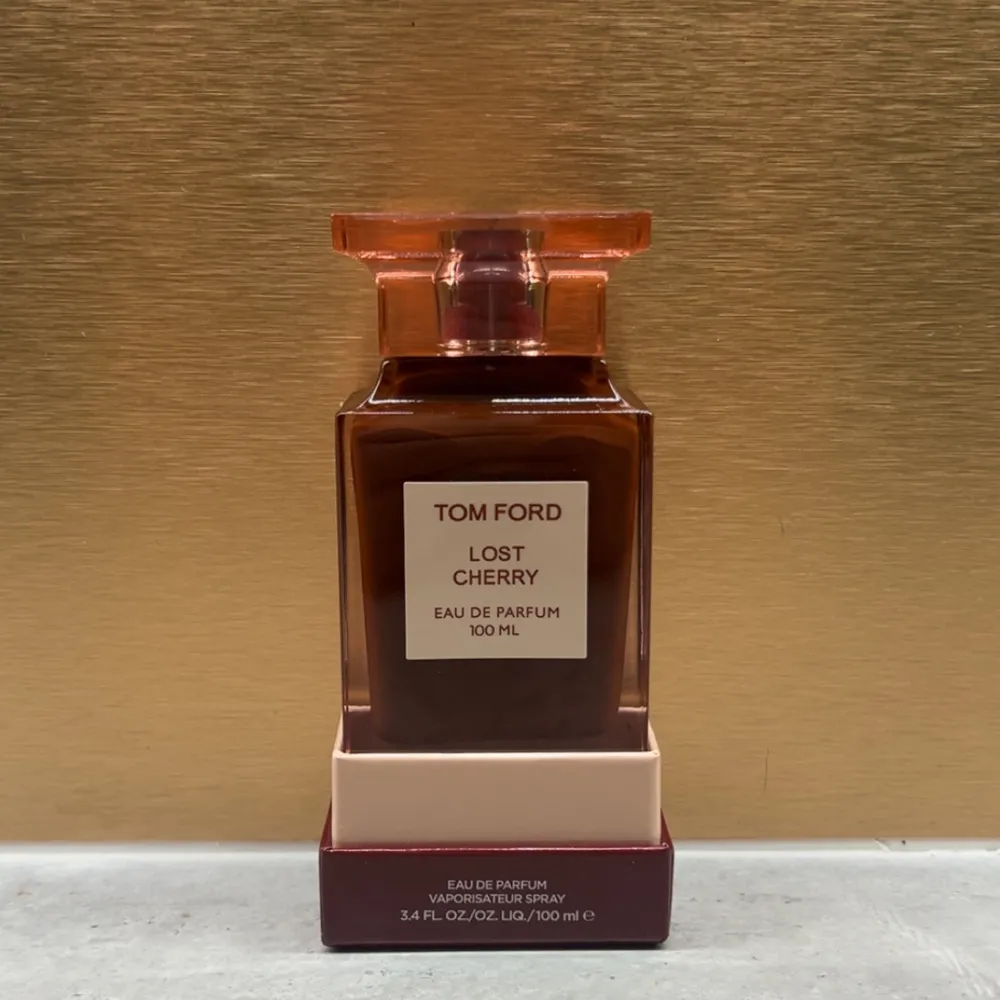 TOM FORD
LOST
CHERRY
EAU DE PARFUM
100 ML
EAU DE PARFUM
VAPORISATEUR SPRAY
3.4 FL. OZ./OZ. LIQ./100 ml ℮